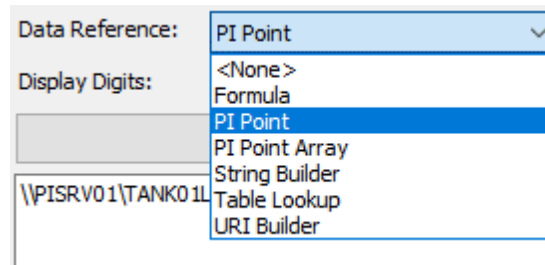 Data Reference: PI Point
<None>
Display Digits:
Formula
PI Point
PI Point Array
String Builder
\\PISRV01\TANK01L
Table Lookup
URI Builder